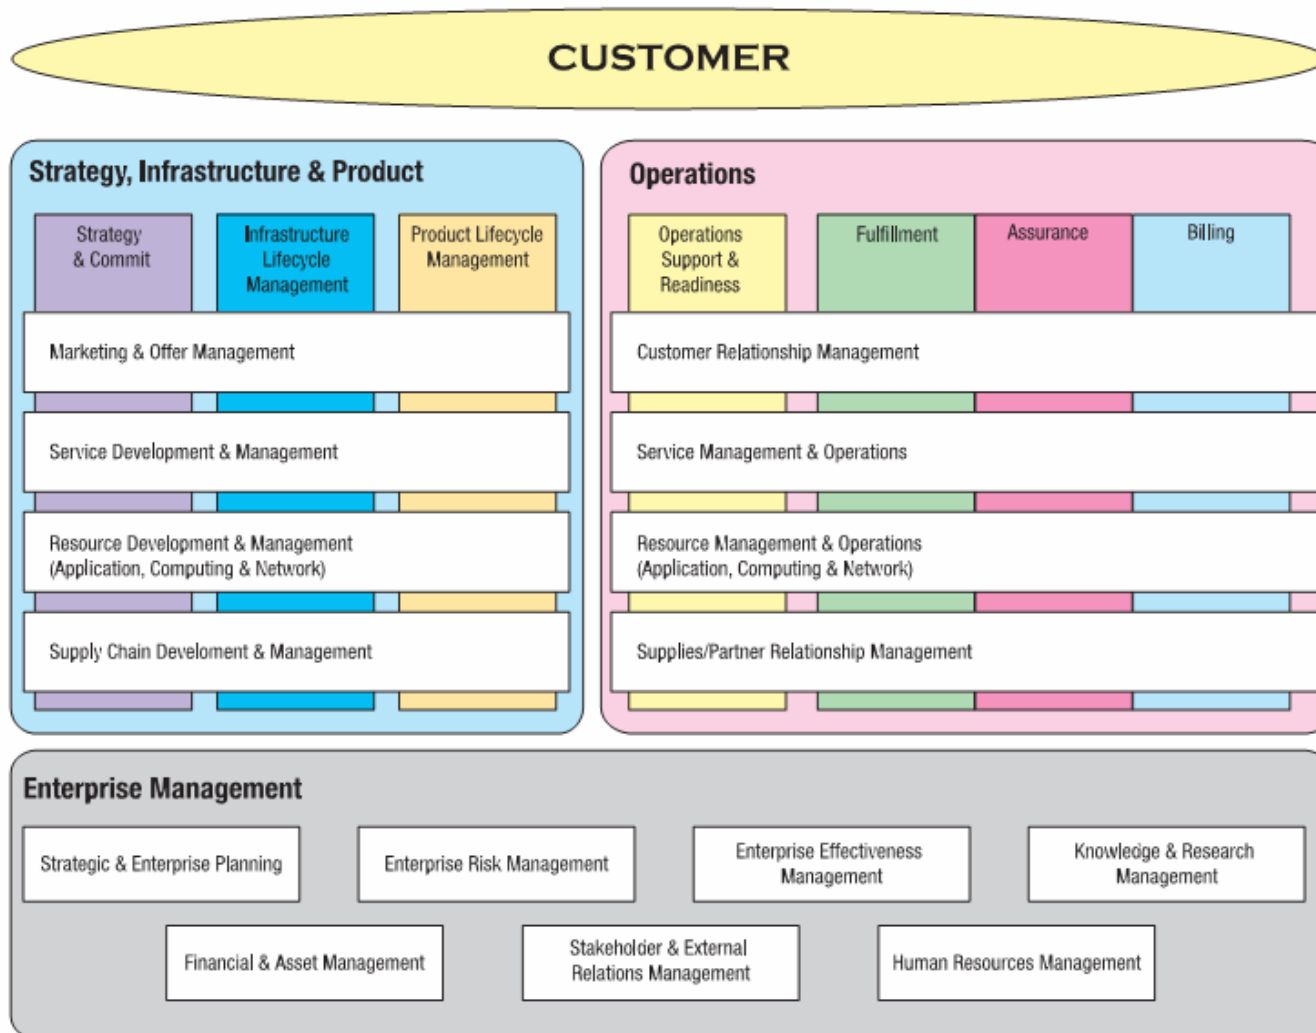 CUSTOMER
Strategy, Infrastructure & Product
Strategy
& Commit
Infrastructure
Lifecycle
Management
Product Lifecycle
Management
Marketing & Offer Management
Service Development & Management
Resource Development & Management
(Application, Computing & Network)
Supply Chain Develoment & Management
Operations
Operations
Support &
Readiness
Fulfillment
Assurance
Billing
Customer Relationship Management
Service Management & Operations
Resource Management & Operations
(Application, Computing & Network)
Supplies/Partner Relationship Management
Enterprise Management
Strategic & Enterprise Planning
Enterprise Risk Management
Enterprise Effectiveness
Management
Knowledge & Research
Management
Financial & Asset Management
Stakeholder & External
Relations Management
Human Resources Management